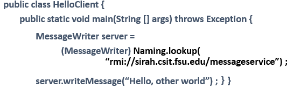 public class HelloClient {
public static void main(String [] args) throws Exception {
MessageWriter server =
(MessageWriter) Naming.lookup(
"rmi://sirah.csit.fsu.edu/messageservice") ;
server.writeMessage("Hello, other world") ; } }